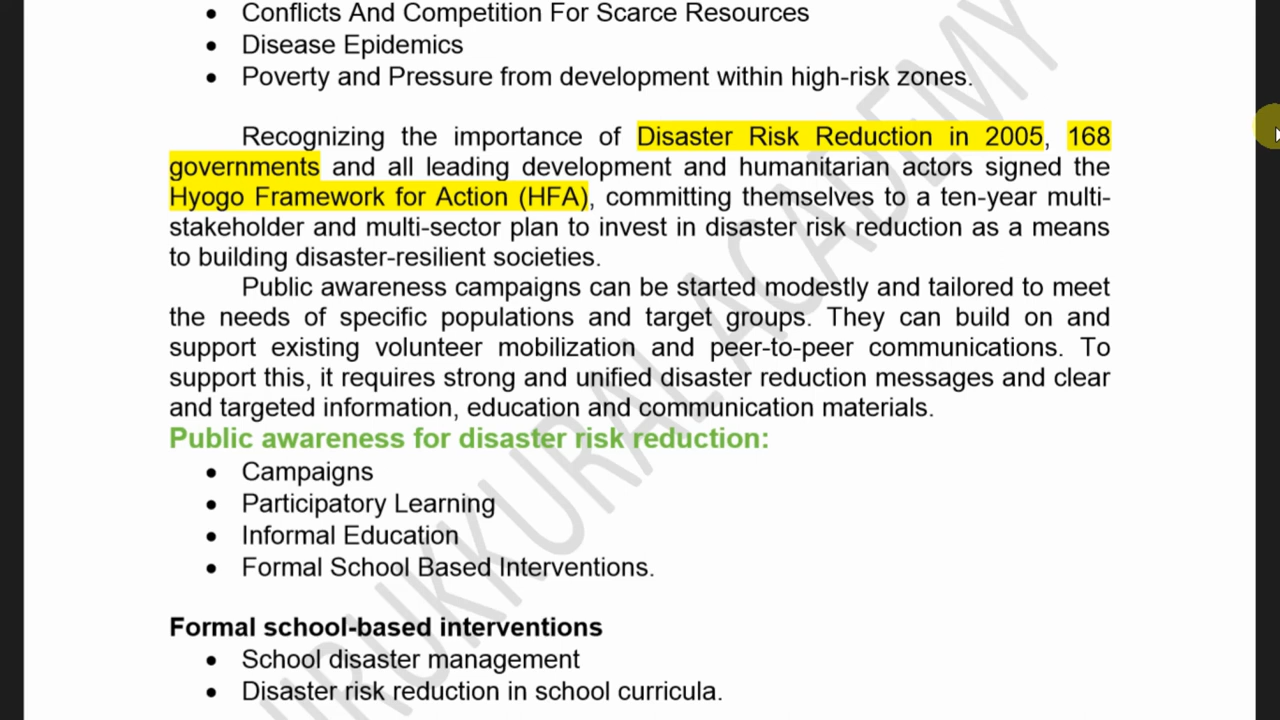 • Conflicts And Competition For Scarce Resources
• Disease Epidemics
• Poverty and Pressure from development within high-risk zones.
Recognizing the importance of Disaster Risk Reduction in 2005, 168
governments and all leading development and humanitarian actors signed the
Hyogo Framework for Action (HFA), committing themselves to a ten-year multi-
stakeholder and multi-sector plan to invest in disaster risk reduction as a means
to building disaster-resilient societies.
Public awareness campaigns can be started modestly and tailored to meet
the needs of specific populations and target groups. They can build on and
support existing volunteer mobilization and peer-to-peer communications. To
support this, it requires strong and unified disaster reduction messages and clear
and targeted information, education and communication materials.
Public awareness for disaster risk reduction:
• Campaigns
• Participatory Learning
• Informal Education
• Formal School Based Interventions.
Formal school-based interventions
• School disaster management
• Disaster risk reduction in school curricula.
ACADEMY